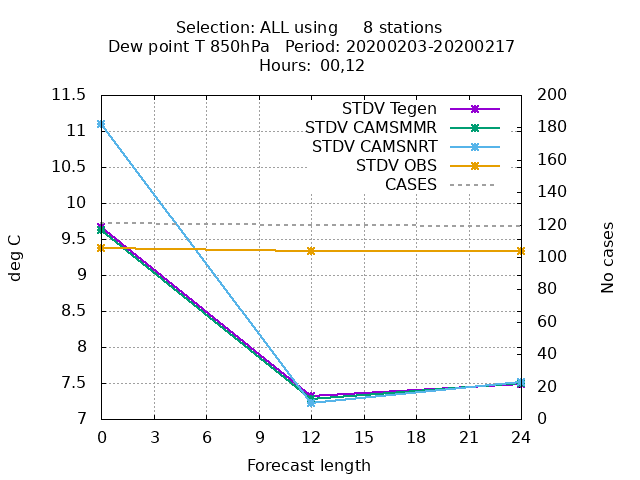 Selection: ALL using     8 stations
Dew point T 850hPa   Period: 20200203-20200217
Hours: 00,12
STDV Tegen
STDV CAMSMMR
STDV CAMSNRT
STDV OBS
CASES
11.5
11
10.5
10
9.5
9
8.5
8
7.5
7
deg C
200
180
160
140
120
100
80
60
40
20
0
No cases
0 3 6 9 12 15 18 21 24
Forecast length